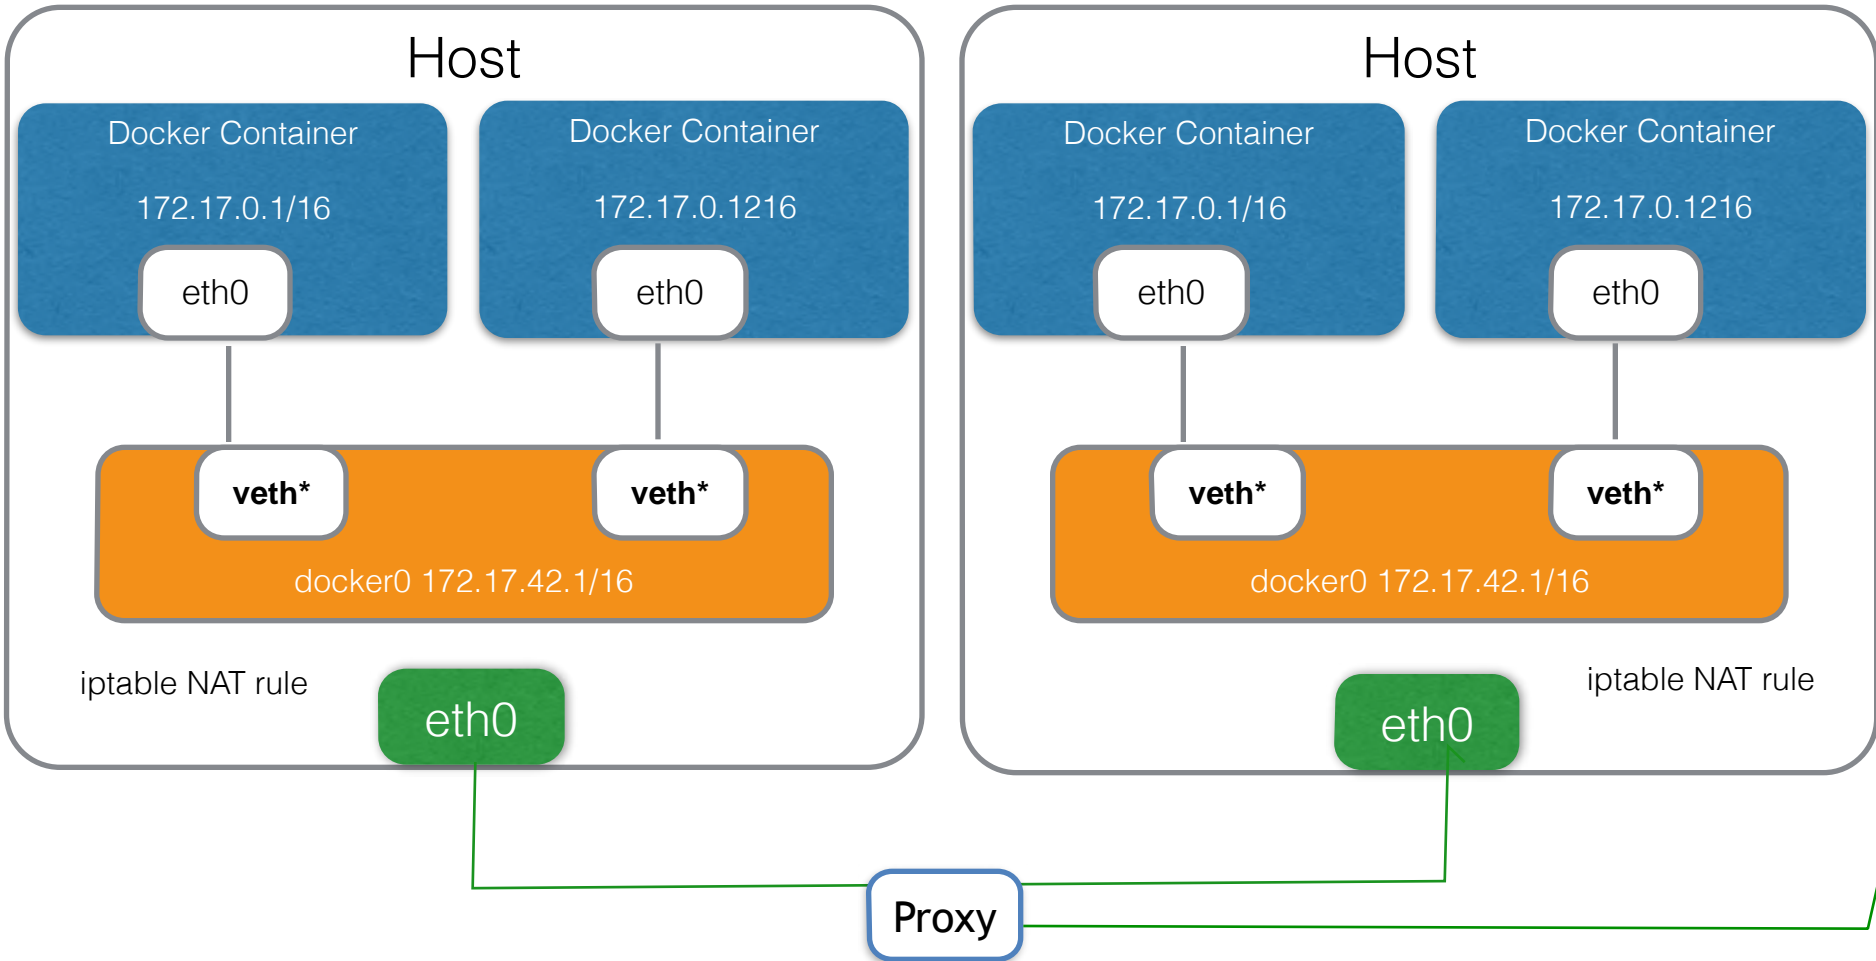 Host
Docker Container
172.17.0.1/16
eth0
Docker Container
172.17.0.1216
eth0
veth*
veth*
docker0 172.17.42.1/16
iptable NAT rule
eth0
Host
Docker Container
172.17.0.1/16
eth0
Docker Container
172.17.0.1216
eth0
veth*
veth*
docker0 172.17.42.1/16
iptable NAT rule
eth0
Proxy